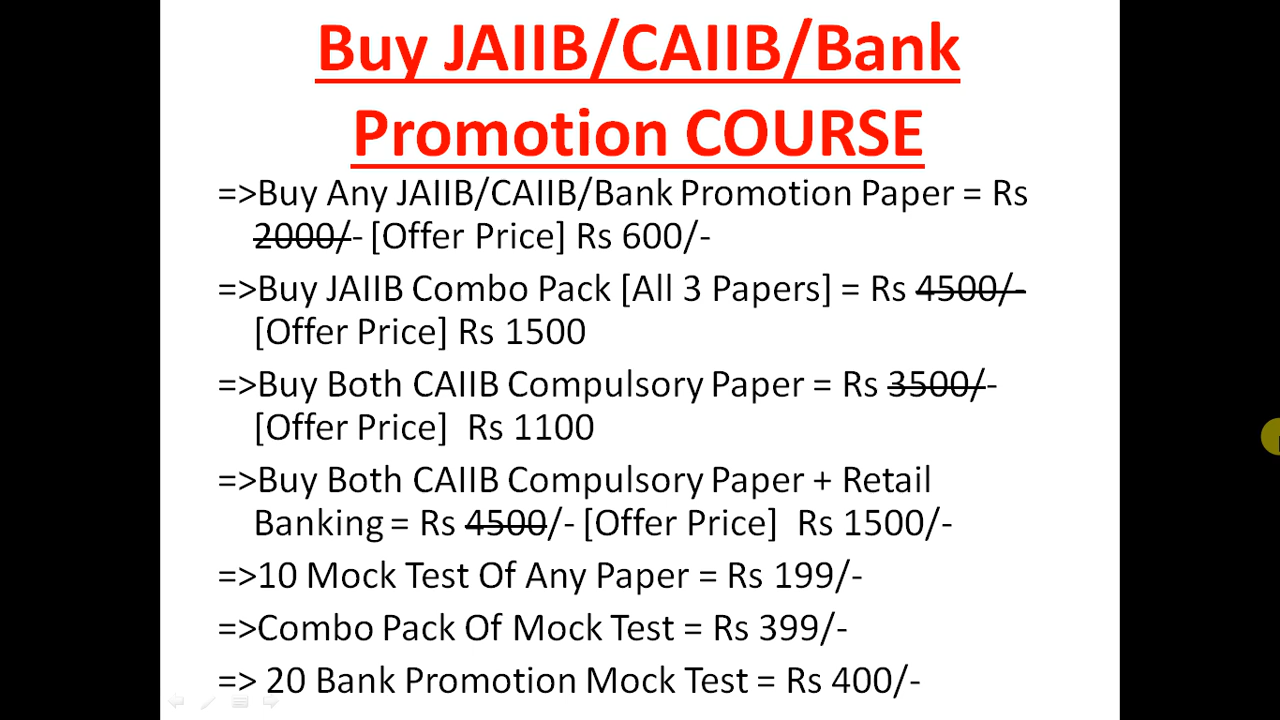 Buy JAIIB/CAIIB/Bank
Promotion COURSE
=>Buy Any JAIIB/CAIIB/Bank Promotion Paper = Rs
2000/- [Offer Price] Rs 600/-
=>Buy JAIIB Combo Pack [All 3 Papers] = Rs 4500/-
[Offer Price] Rs 1500
=>Buy Both CAIIB Compulsory Paper = Rs 3500/-
[Offer Price]  Rs 1100
=>Buy Both CAIIB Compulsory Paper + Retail
Banking = Rs 4500/- [Offer Price]  Rs 1500/-
=>10 Mock Test Of Any Paper = Rs 199/-
=>Combo Pack Of Mock Test = Rs 399/-
=> 20 Bank Promotion Mock Test = Rs 400/-